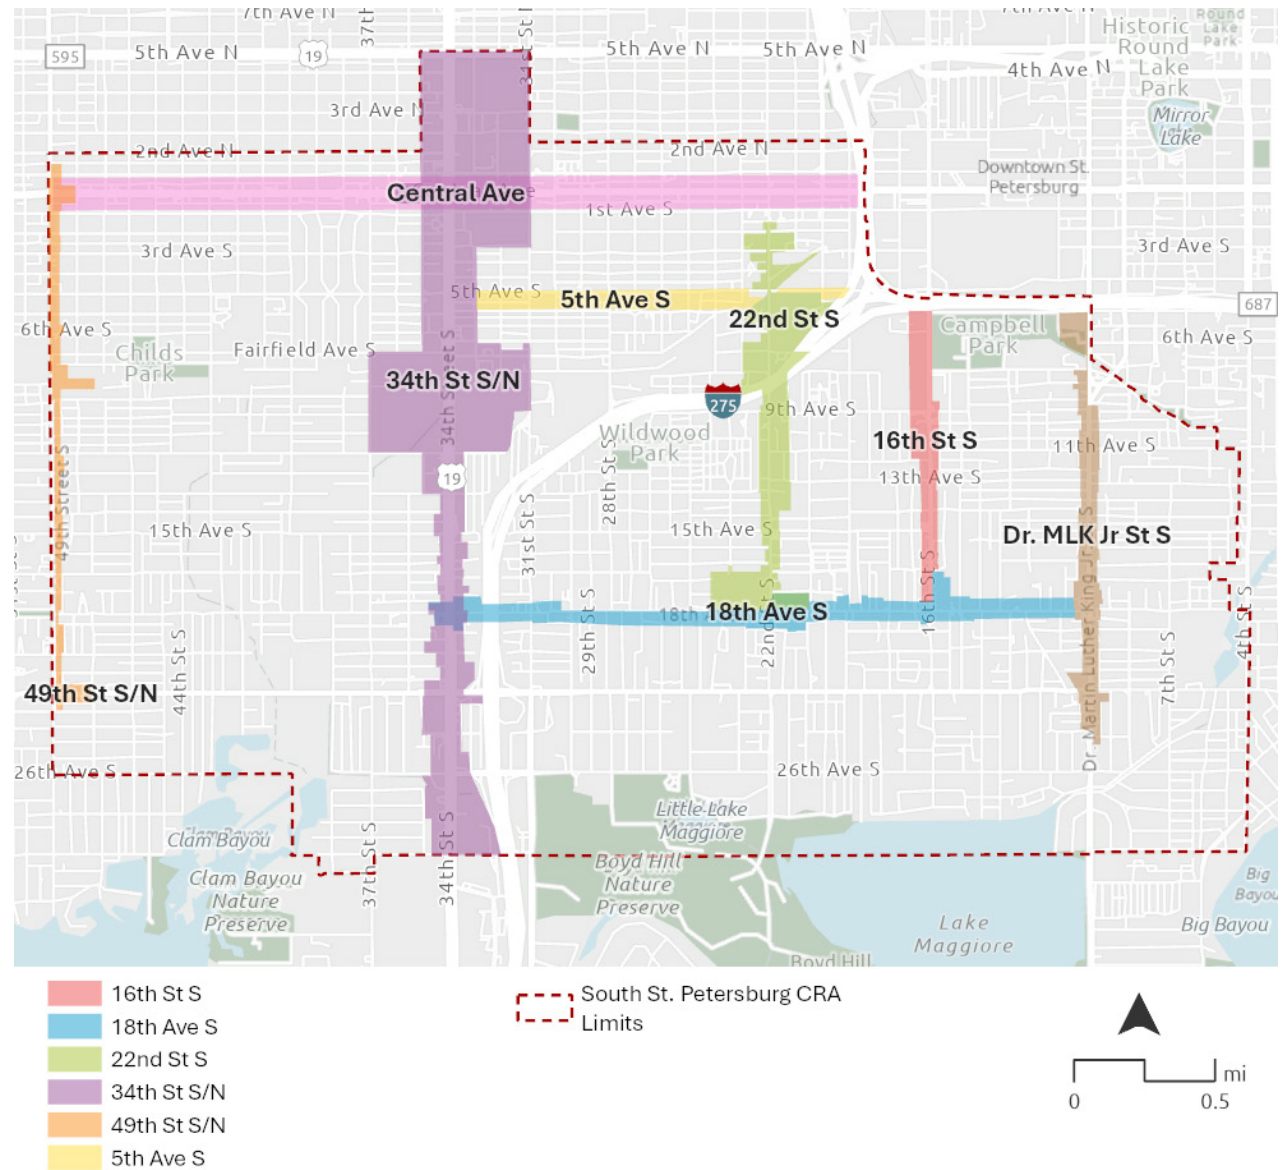 7th Ave N
37th
31st St N
7th Ave N
Historic
Round
Lake
Park
Round
Lake
Park
595
5th Ave N
19
5th Ave N
5th Ave N
4th Ave N
3rd Ave N
Mirror
Lake
2nd Ave N
2nd Ave N
Downtown St.
Petersburg
Central Ave
1st Ave S
3rd Ave S
3rd Ave S
5th Ave S
5th Ave S
22nd St S
687
6th Ave S
Childs
Park
Fairfield Ave S
Campbell
Park
6th Ave S
34th St S/N
34th Street S
275
9th Ave S
Wildwood
Park
16th St S
11th Ave S
19
28th St S
13th Ave S
49th Street S
15th Ave S
31st St S
15th Ave S
Dr. MLK Jr St S
18th Ave S
22nd St S
16th St S
29th St S
44th St S
7th St S
4th St S
49th St S/N
Dr. Martin Luther King Jr. S
26th Ave S
26th Ave S
Clam Bayou
Clam Bayou
Little Lake
Maggiore
37th St S
34th St S
Clam Bayou
Nature
Preserve
Boyd Hill
Nature
Preserve
Lake
Maggiore
Big
Bayou
Big Bayou
Boyd Hill
16th St S
18th Ave S
22nd St S
34th St S/N
49th St S/N
5th Ave S
South St. Petersburg CRA
Limits
mi
0
0.5